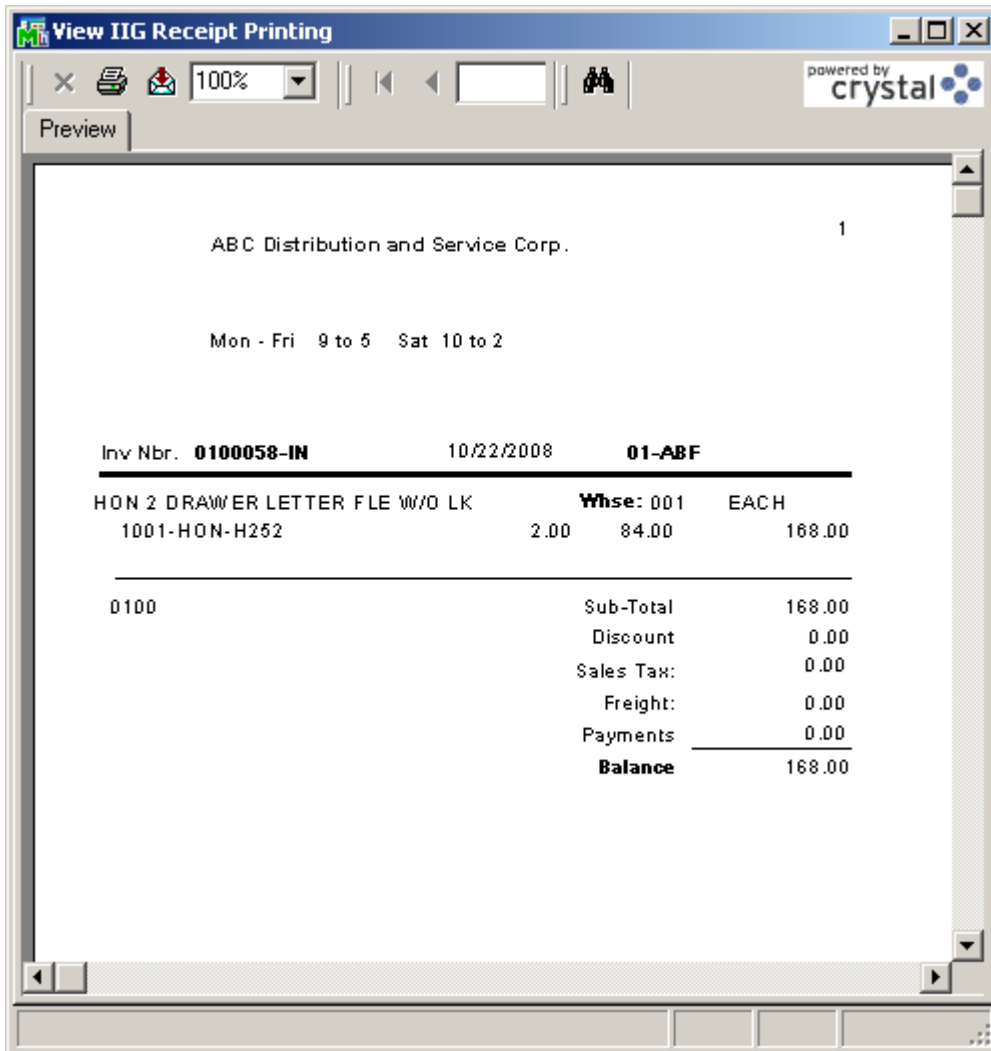 View IIG Receipt Printing
100%
powered by
crystal
Preview
1
ABC Distribution and Service Corp.
Mon - Fri 9 to 5 Sat 10 to 2
Inv Nbr. 0100058-IN 10/22/2008 01-ABF
HON 2 DRAWER LETTER FLE W/O LK Whse: 001 EACH
1001-HON-H252 2.00 84.00 168.00
0100 Sub-Total 168.00
Discount 0.00
Sales Tax: 0.00
Freight: 0.00
Payments 0.00
Balance 168.00